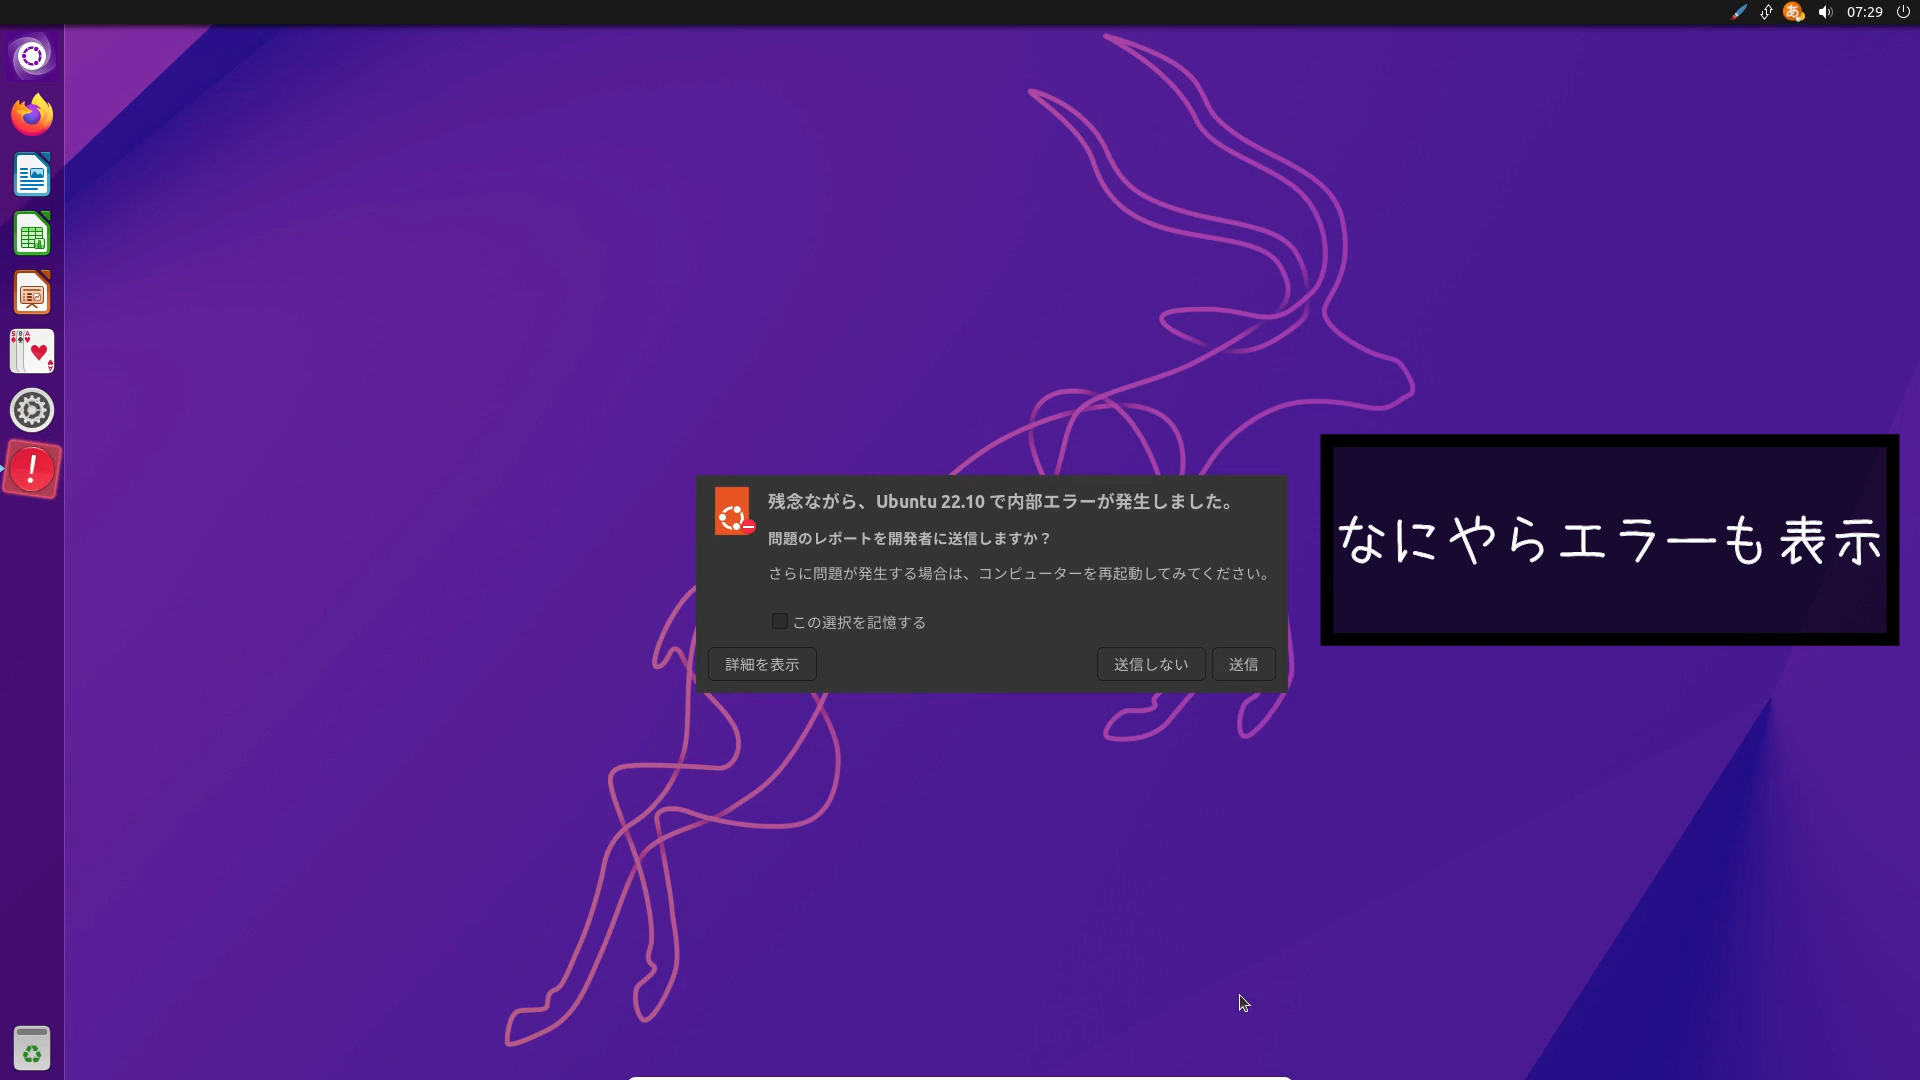 07:29
残念ながら、Ubuntu 22.10 で内部エラーが発生しました。
問題のレポートを開発者に送信しますか？
さらに問題が発生する場合は、コンピューターを再起動してみてください。
この選択を記憶する
詳細を表示
送信しない
送信
なにやらエラーも表示